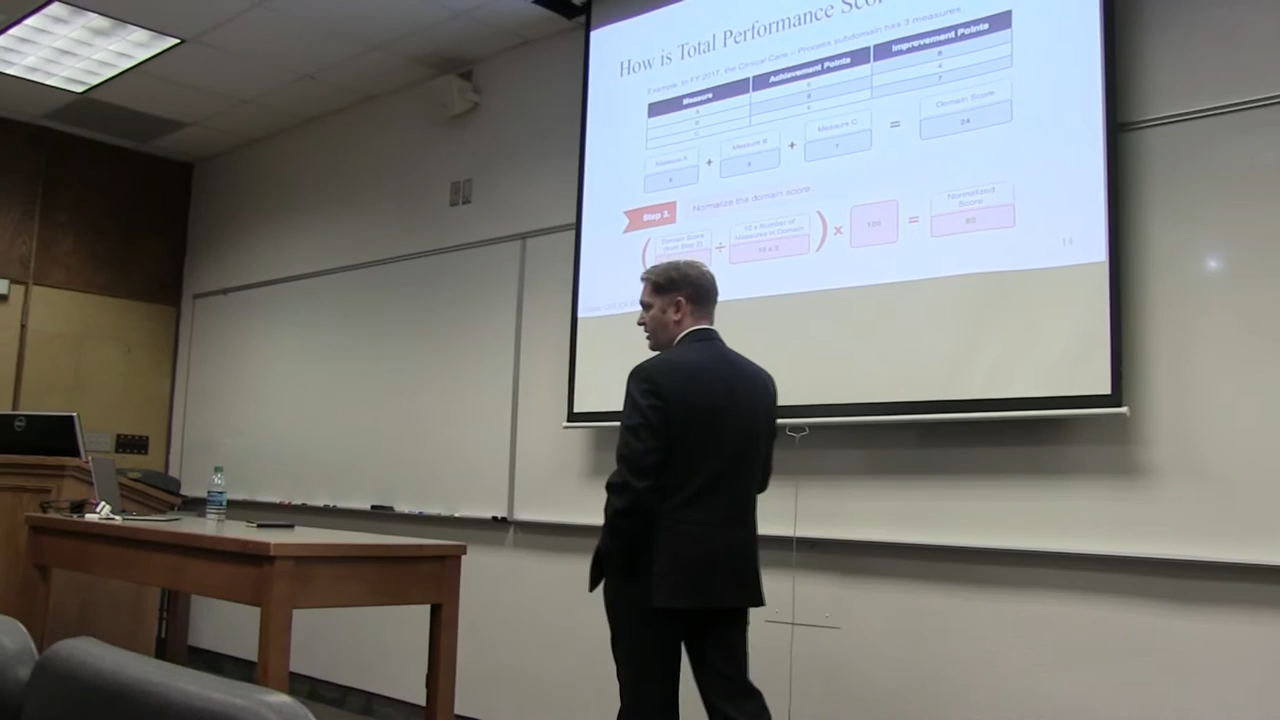 How is Total Performance
Example: In FY 2017, the Clinical Care – Process subdomain has 3 measures
Measure Achievement Points Improvement Points
A
B
C
Measure A + Measure B + Measure C = Domain Score
7 24
Step 3. Normalize the domain score
( Domain Score (from Step 2) ÷ 10 x Number of Measures in Domain ) x 100 = Normalized Score
10 x 3 80
14
DELL